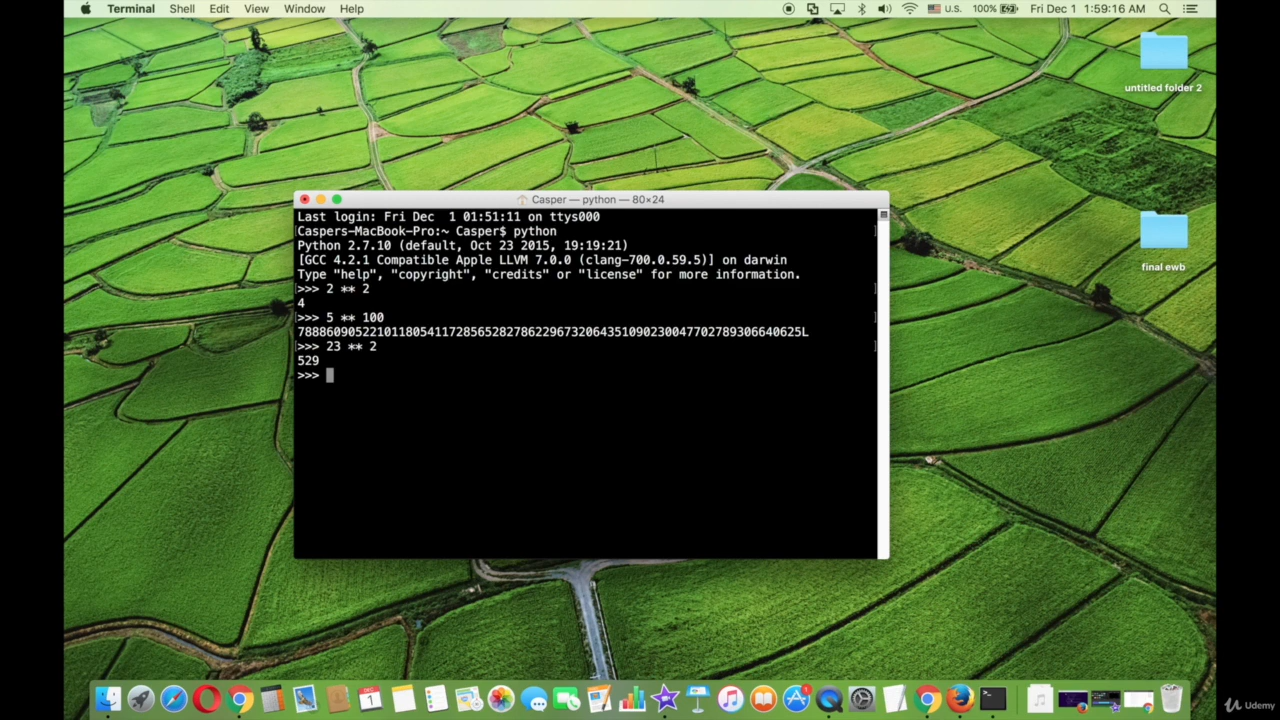 Terminal Shell Edit View Window Help U.S. 100% Fri Dec 1 1:59:16 AM
untitled folder 2
Casper — python — 80×24
Last login: Fri Dec  1 01:51:11 on ttys000
[Caspers-MacBook-Pro:~ Casper$ python ]
Python 2.7.10 (default, Oct 23 2015, 19:19:21)
[GCC 4.2.1 Compatible Apple LLVM 7.0.0 (clang-700.0.59.5)] on darwin
Type "help", "copyright", "credits" or "license" for more information.
[>>> 2 ** 2 ]
4
[>>> 5 ** 100 ]
7888609052210118054117285652827862296732064351090230047702789306640625L
[>>> 23 ** 2 ]
529
>>>
final ewb
1
1
Udemy